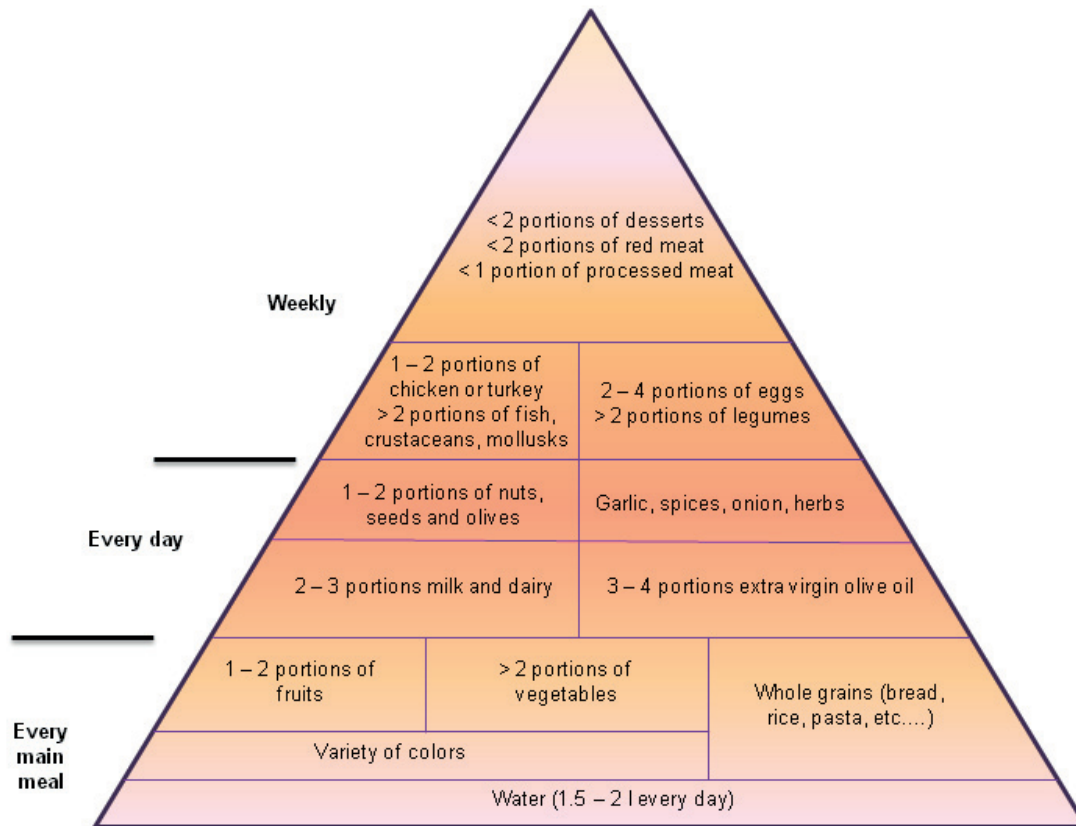 < 2 portions of desserts
< 2 portions of red meat
< 1 portion of processed meat
Weekly
1 – 2 portions of
chicken or turkey
> 2 portions of fish,
crustaceans, mollusks
2 – 4 portions of eggs
> 2 portions of legumes
1 – 2 portions of nuts,
seeds and olives
Garlic, spices, onion, herbs
Every day
2 – 3 portions milk and dairy
3 – 4 portions extra virgin olive oil
1 – 2 portions of
fruits
> 2 portions of
vegetables
Whole grains (bread,
rice, pasta, etc....)
Every
main
meal
Variety of colors
Water (1.5 – 2 l every day)